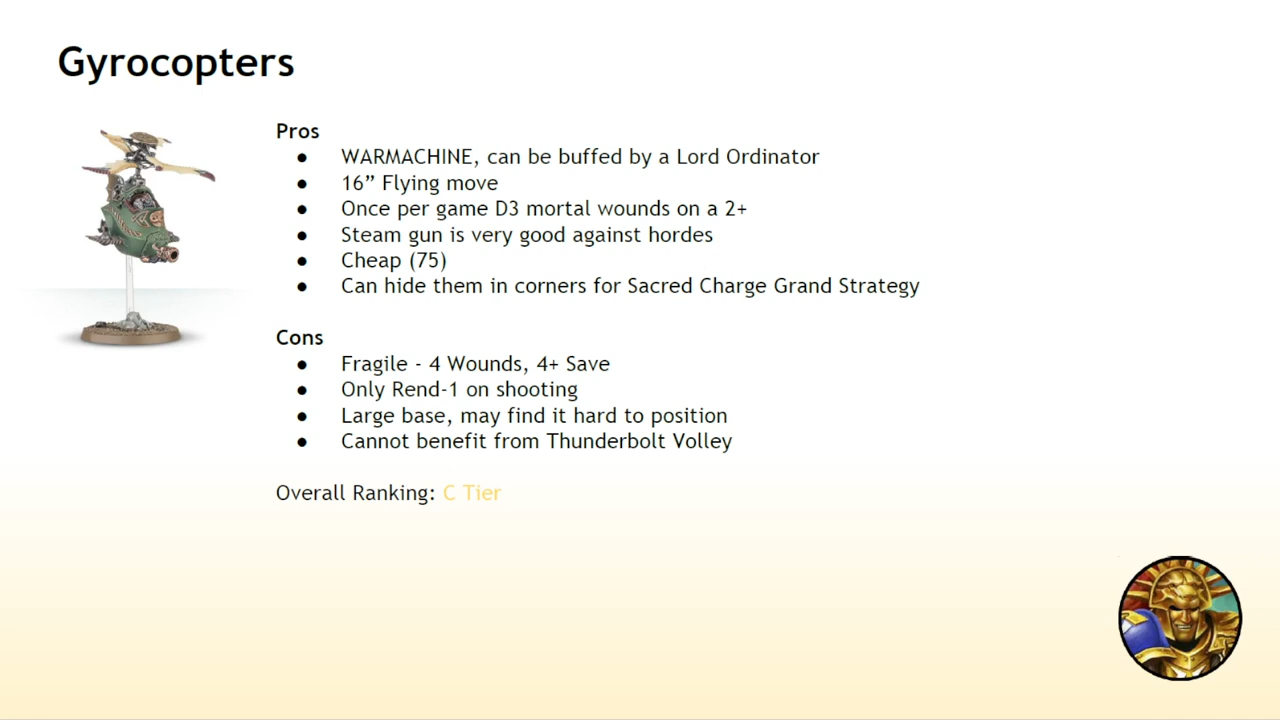 Gyrocopters
Pros
● WARMACHINE, can be buffed by a Lord Ordinator
● 16” Flying move
● Once per game D3 mortal wounds on a 2+
● Steam gun is very good against hordes
● Cheap (75)
● Can hide them in corners for Sacred Charge Grand Strategy
Cons
● Fragile - 4 Wounds, 4+ Save
● Only Rend-1 on shooting
● Large base, may find it hard to position
● Cannot benefit from Thunderbolt Volley
Overall Ranking: C Tier